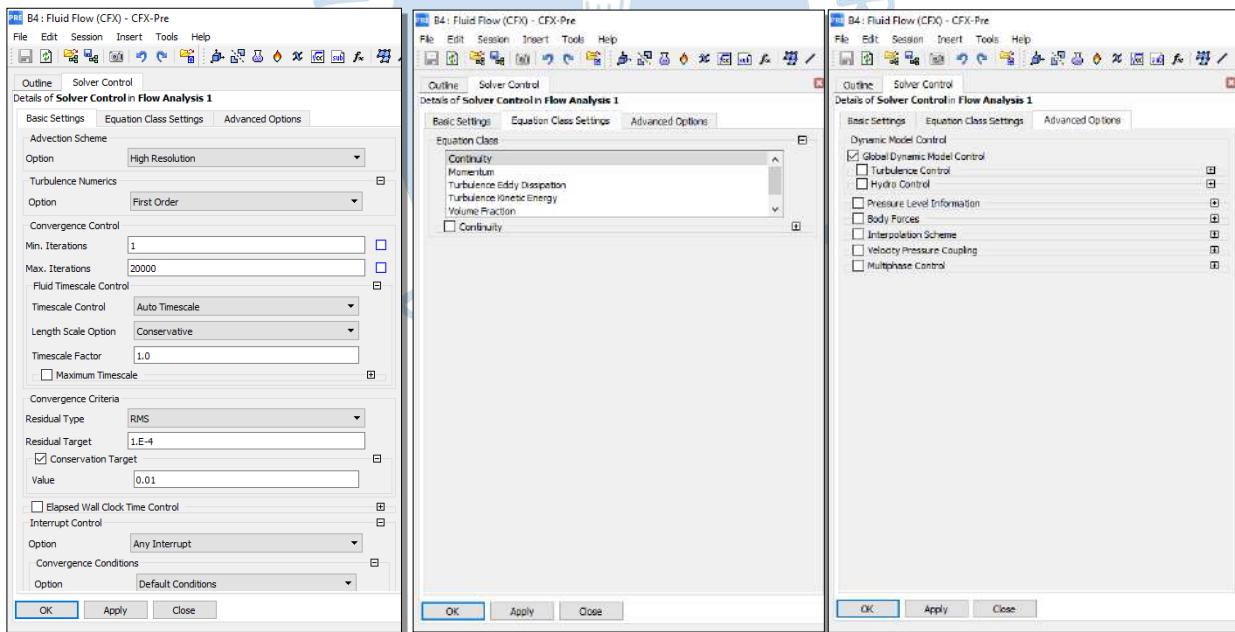 PRE B4 : Fluid Flow (CFX) - CFX-Pre
File Edit Session Insert Tools Help
Outline Solver Control
Details of Solver Control in Flow Analysis 1
Basic Settings Equation Class Settings Advanced Options
Advection Scheme
Option High Resolution
Turbulence Numerics
Option First Order
Convergence Control
Min. Iterations 1
Max. Iterations 20000
Fluid Timescale Control
Timescale Control Auto Timescale
Length Scale Option Conservative
Timescale Factor 1.0
Maximum Timescale
Convergence Criteria
Residual Type RMS
Residual Target 1.E-4
Conservation Target
Value 0.01
Elapsed Wall Clock Time Control
Interrupt Control
Option Any Interrupt
Convergence Conditions
Option Default Conditions
OK Apply Close
PRE B4 : Fluid Flow (CFX) - CFX-Pre
File Edit Session Insert Tools Help
Outline Solver Control
Details of Solver Control in Flow Analysis 1
Basic Settings Equation Class Settings Advanced Options
Equation Class
Continuity
Momentum
Turbulence Eddy Dissipation
Turbulence Kinetic Energy
Volume Fraction
Continuity
OK Apply Close
PRE B4 : Fluid Flow (CFX) - CFX-Pre
File Edit Session Insert Tools Help
Outline Solver Control
Details of Solver Control in Flow Analysis 1
Basic Settings Equation Class Settings Advanced Options
Dynamic Model Control
Global Dynamic Model Control
Turbulence Control
Hydro Control
Pressure Level Information
Body Forces
Interpolation Scheme
Velocity Pressure Coupling
Multiphase Control
OK Apply Close